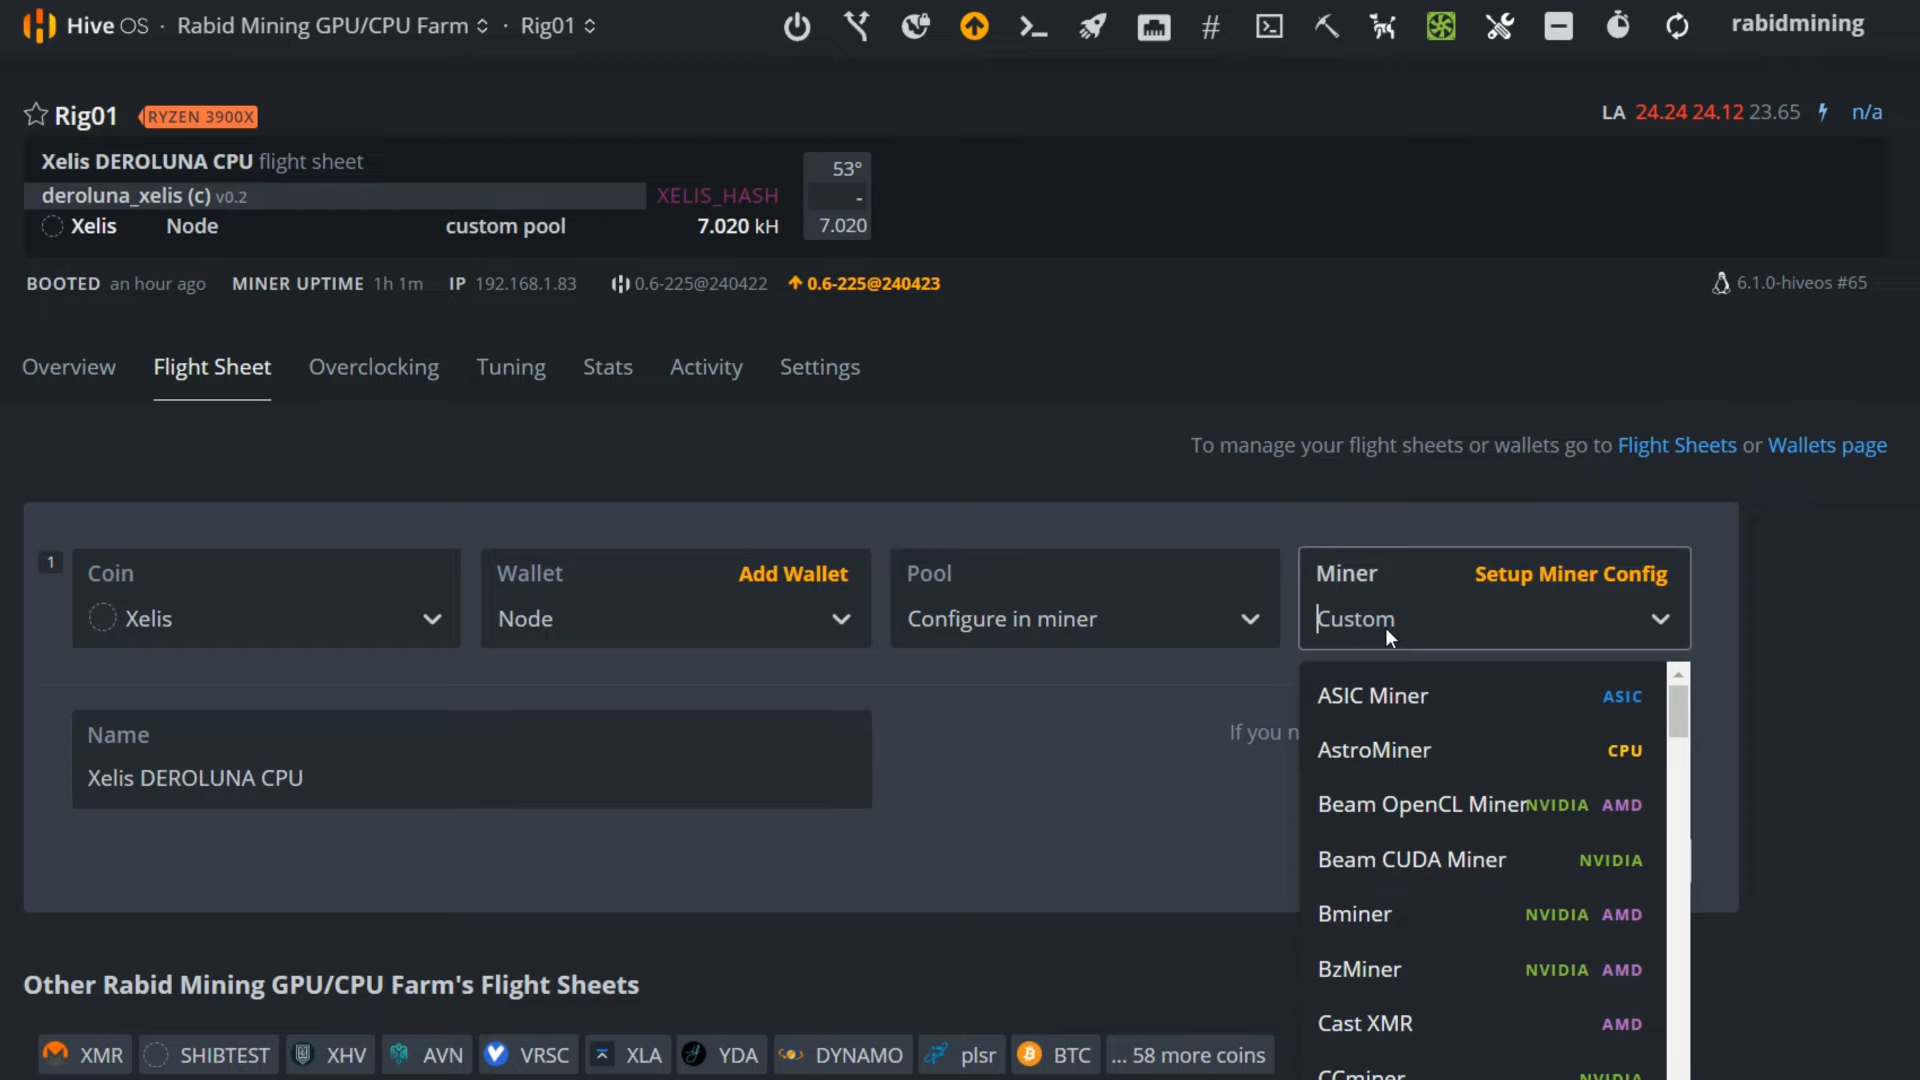 Hive OS · Rabid Mining GPU/CPU Farm · Rig01
rabidmining
Rig01 RYZEN 3900X
LA 24.24 24.12 23.65 n/a
Xelis DEROLUNA CPU flight sheet
53°
deroluna_xelis (c) v0.2 XELIS_HASH -
Xelis Node custom pool 7.020 kH 7.020
BOOTED an hour ago MINER UPTIME 1h 1m IP 192.168.1.83 0.6-225@240422 0.6-225@240423
6.1.0-hiveos #65
Overview Flight Sheet Overclocking Tuning Stats Activity Settings
To manage your flight sheets or wallets go to Flight Sheets or Wallets page
1
Coin
Xelis
Wallet Add Wallet
Node
Pool
Configure in miner
Miner Setup Miner Config
Custom
Name
Xelis DEROLUNA CPU
If you n
ASIC Miner ASIC
AstroMiner CPU
Beam OpenCL Miner NVIDIA AMD
Beam CUDA Miner NVIDIA
Bminer NVIDIA AMD
BzMiner NVIDIA AMD
Cast XMR AMD
CCminer NVIDIA
Other Rabid Mining GPU/CPU Farm's Flight Sheets
XMR SHIBTEST XHV AVN VRSC XLA YDA DYNAMO plsr BTC ... 58 more coins